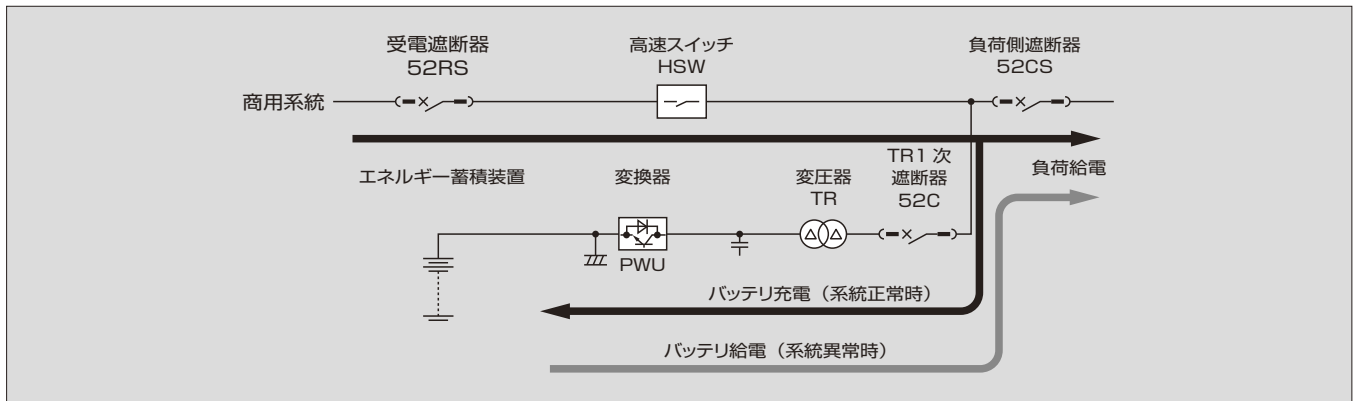 受電遮断器
52RS
高速スイッチ
HSW
負荷側遮断器
52CS
商用系統
TR1 次
遮断器
52C
負荷給電
エネルギー蓄積装置
変換器
PWU
変圧器
TR
バッテリ充電（系統正常時）
バッテリ給電（系統異常時）